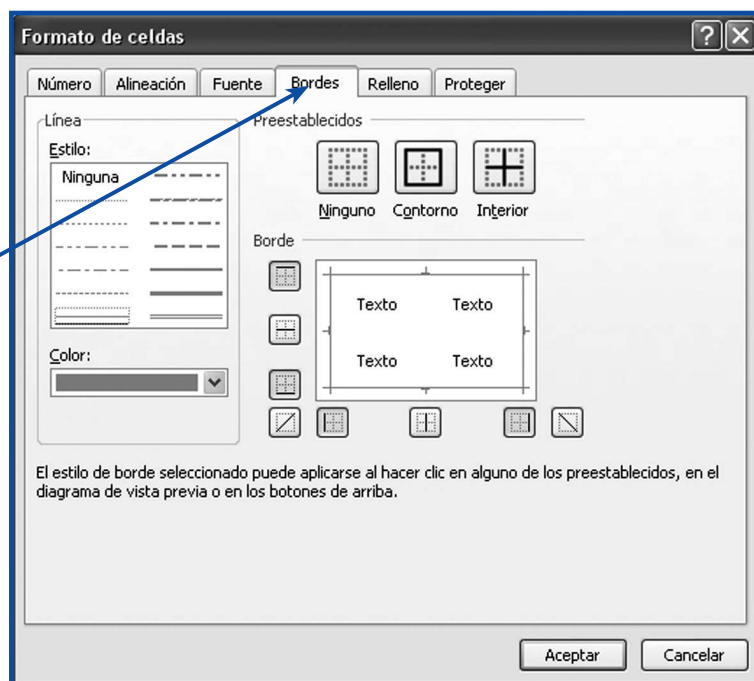 Formato de celdas
Número Alineación Fuente Bordes Relleno Proteger
Línea
Estilo:
Ninguna
Color:
Preestablecidos
Ninguno Contorno Interior
Borde
Texto Texto
Texto Texto
El estilo de borde seleccionado puede aplicarse al hacer clic en alguno de los preestablecidos, en el
diagrama de vista previa o en los botones de arriba.
Aceptar Cancelar